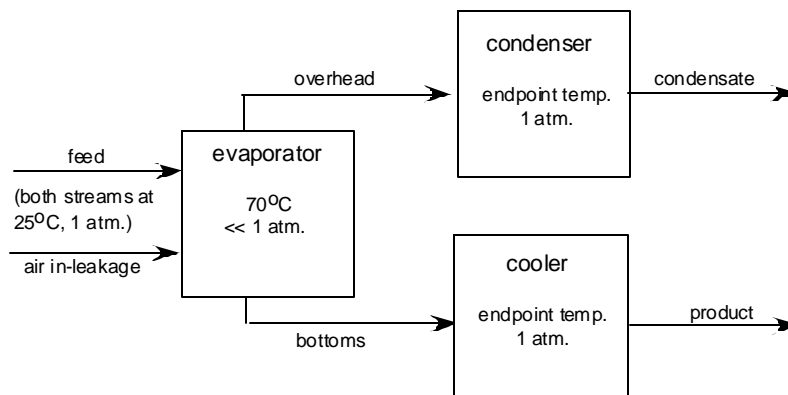 condenser
endpoint temp.
1 atm.
overhead
condensate
evaporator
70°C
<< 1 atm.
feed
(both streams at
25°C, 1 atm.)
air in-leakage
cooler
endpoint temp.
1 atm.
bottoms
product